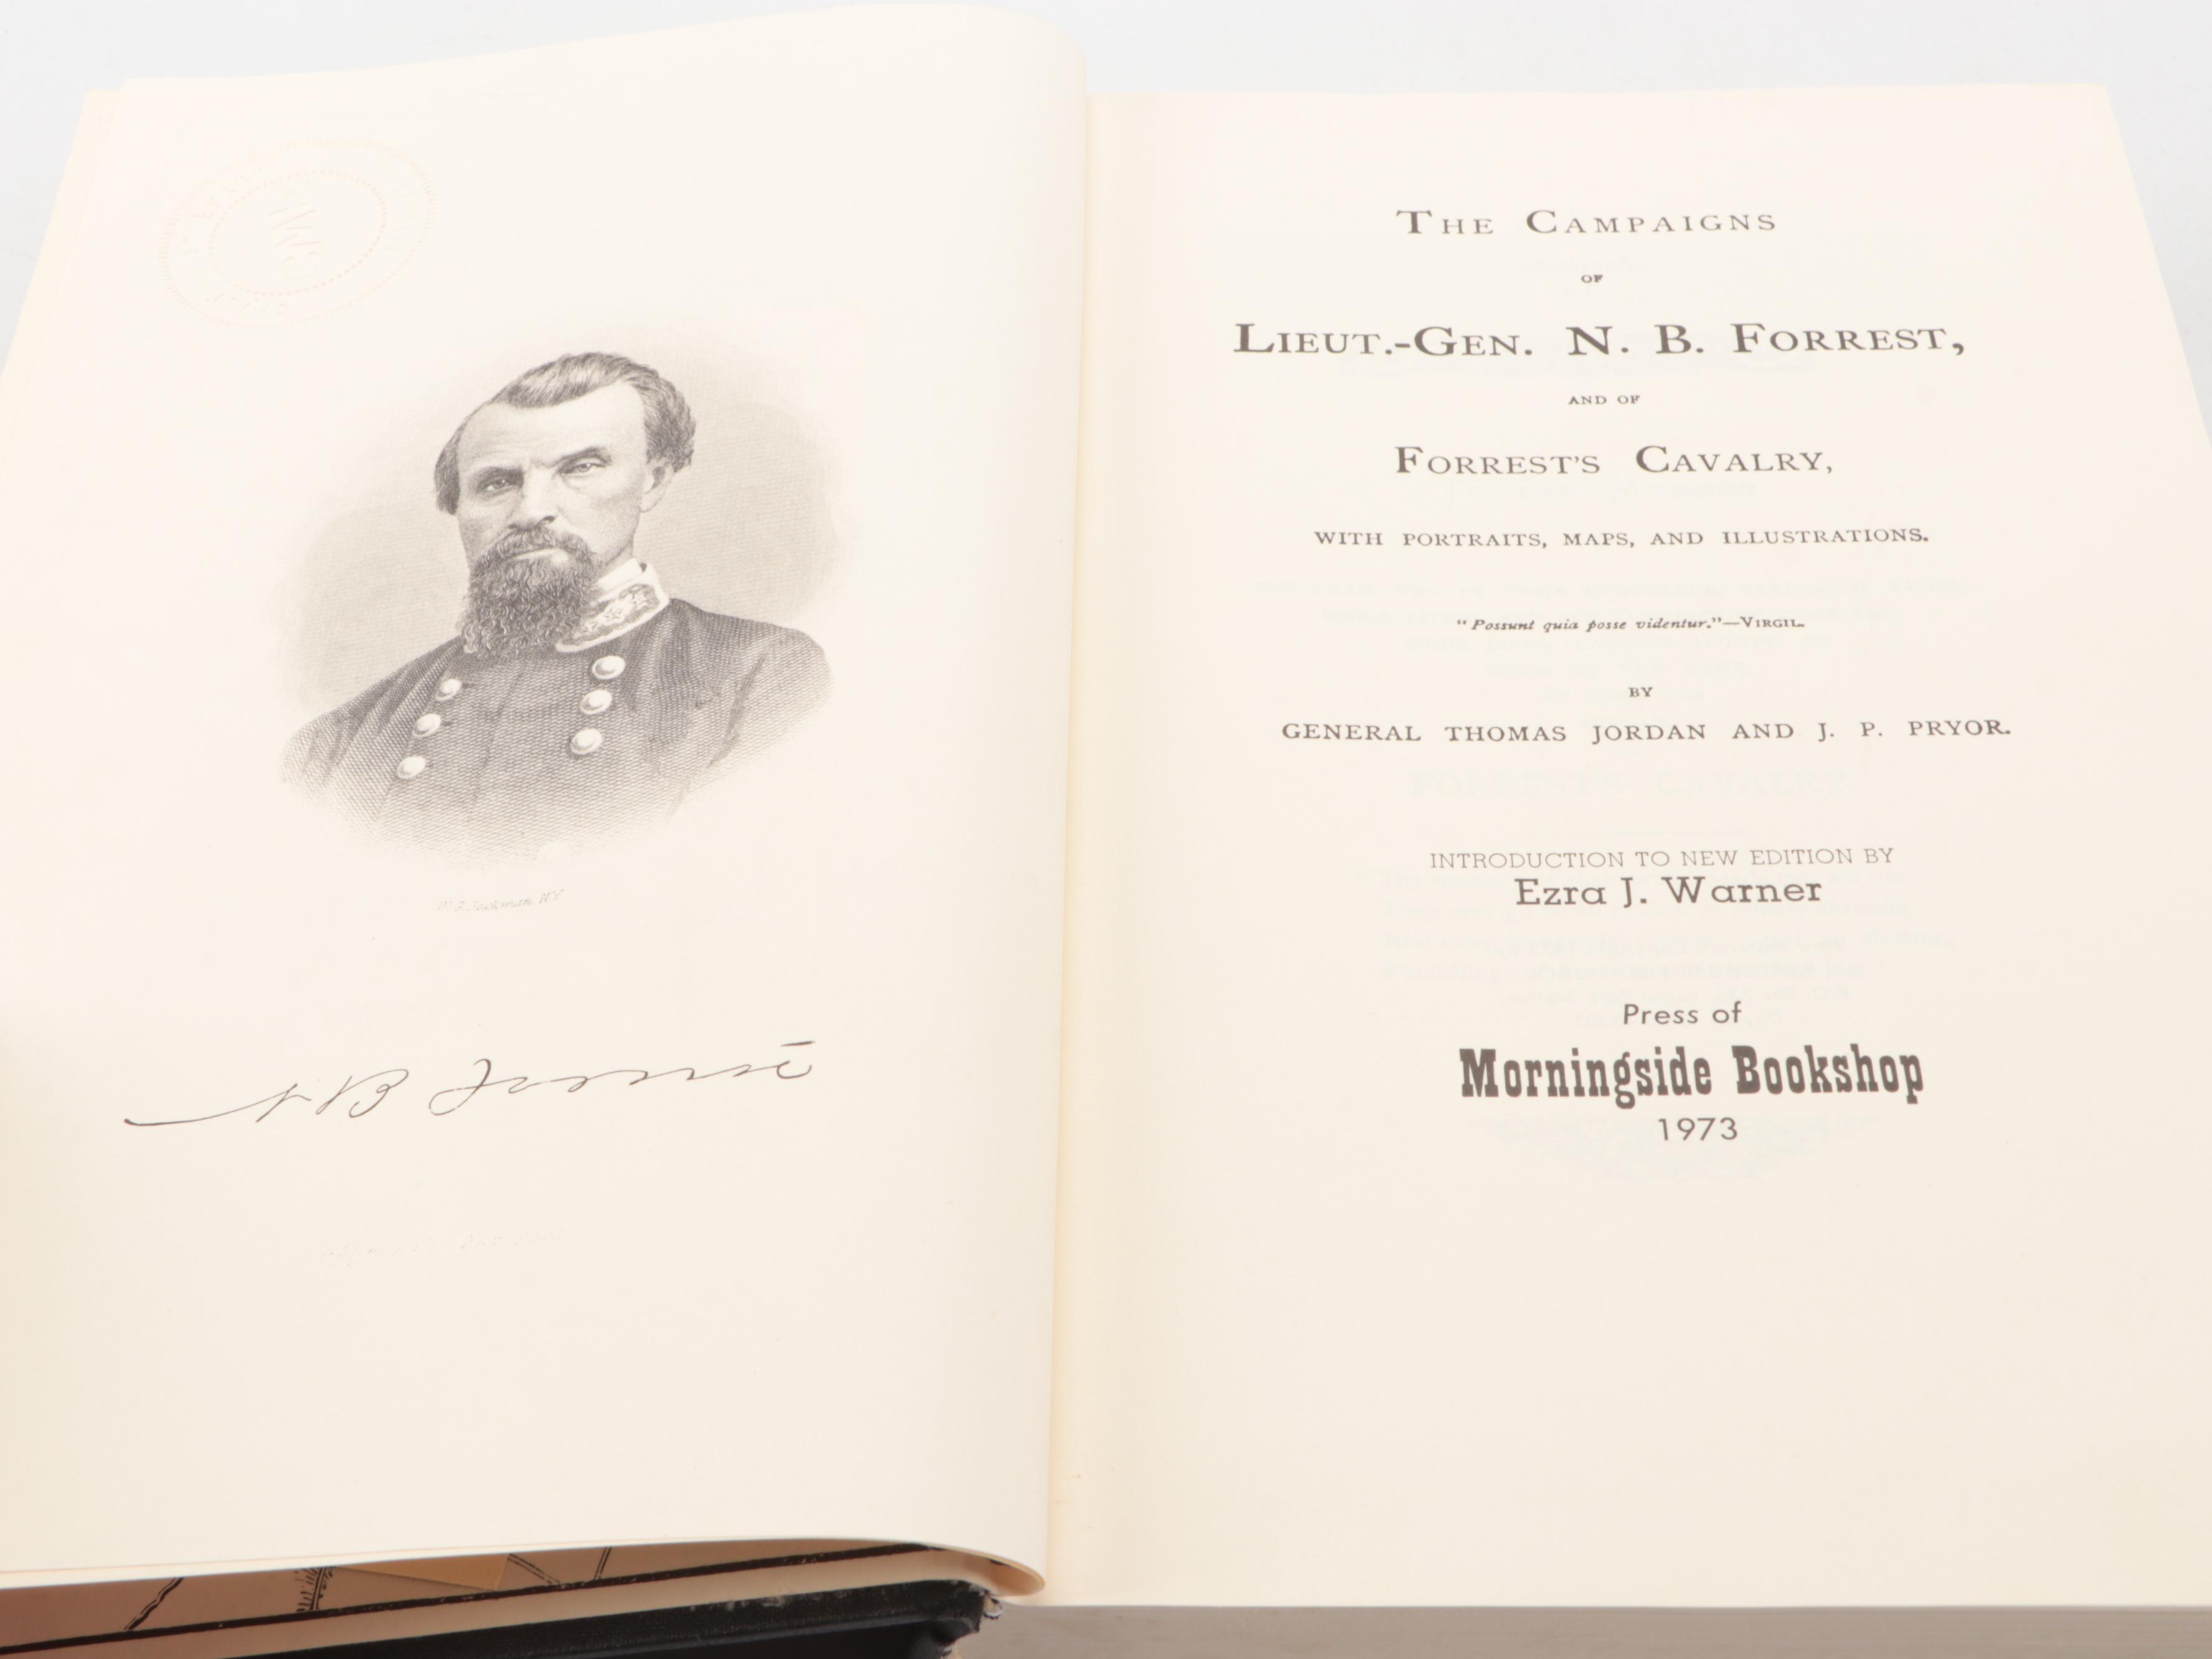 N B Forrest
THE CAMPAIGNS
OF
LIEUT.-GEN. N. B. FORREST,
AND OF
FORREST'S CAVALRY,
WITH PORTRAITS, MAPS, AND ILLUSTRATIONS.
"Possunt quia posse videntur."—VIRGIL.
BY
GENERAL THOMAS JORDAN AND J. P. PRYOR.
INTRODUCTION TO NEW EDITION BY
Ezra J. Warner
Press of
Morningside Bookshop
1973